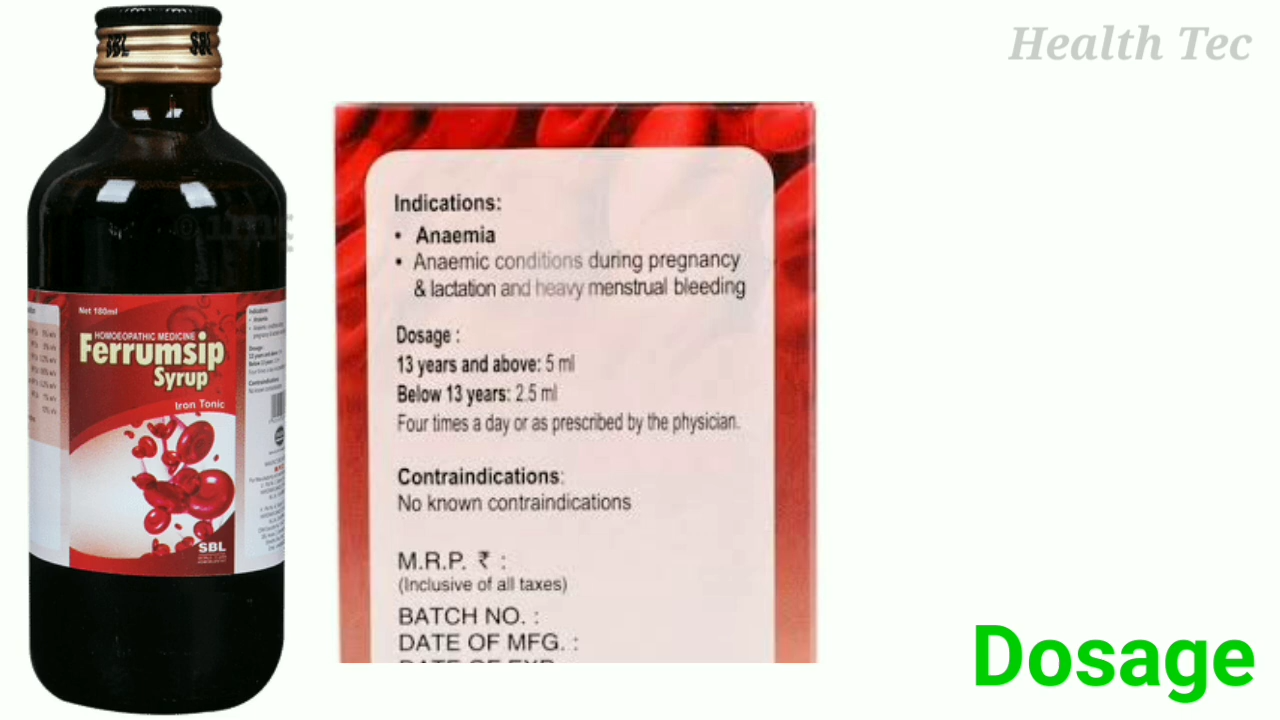 Health Tec
SBL SBL
Net 180ml
HOMOEOPATHIC MEDICINE
Ferrumsip
Syrup
Iron Tonic
SBL
Indications:
• Anaemia
• Anaemic conditions during pregnancy
& lactation and heavy menstrual bleeding
Dosage :
13 years and above: 5 ml
Below 13 years: 2.5 ml
Four times a day or as prescribed by the physician.
Contraindications:
No known contraindications
M.R.P. ₹ :
(Inclusive of all taxes)
BATCH NO. :
DATE OF MFG. :
Dosage